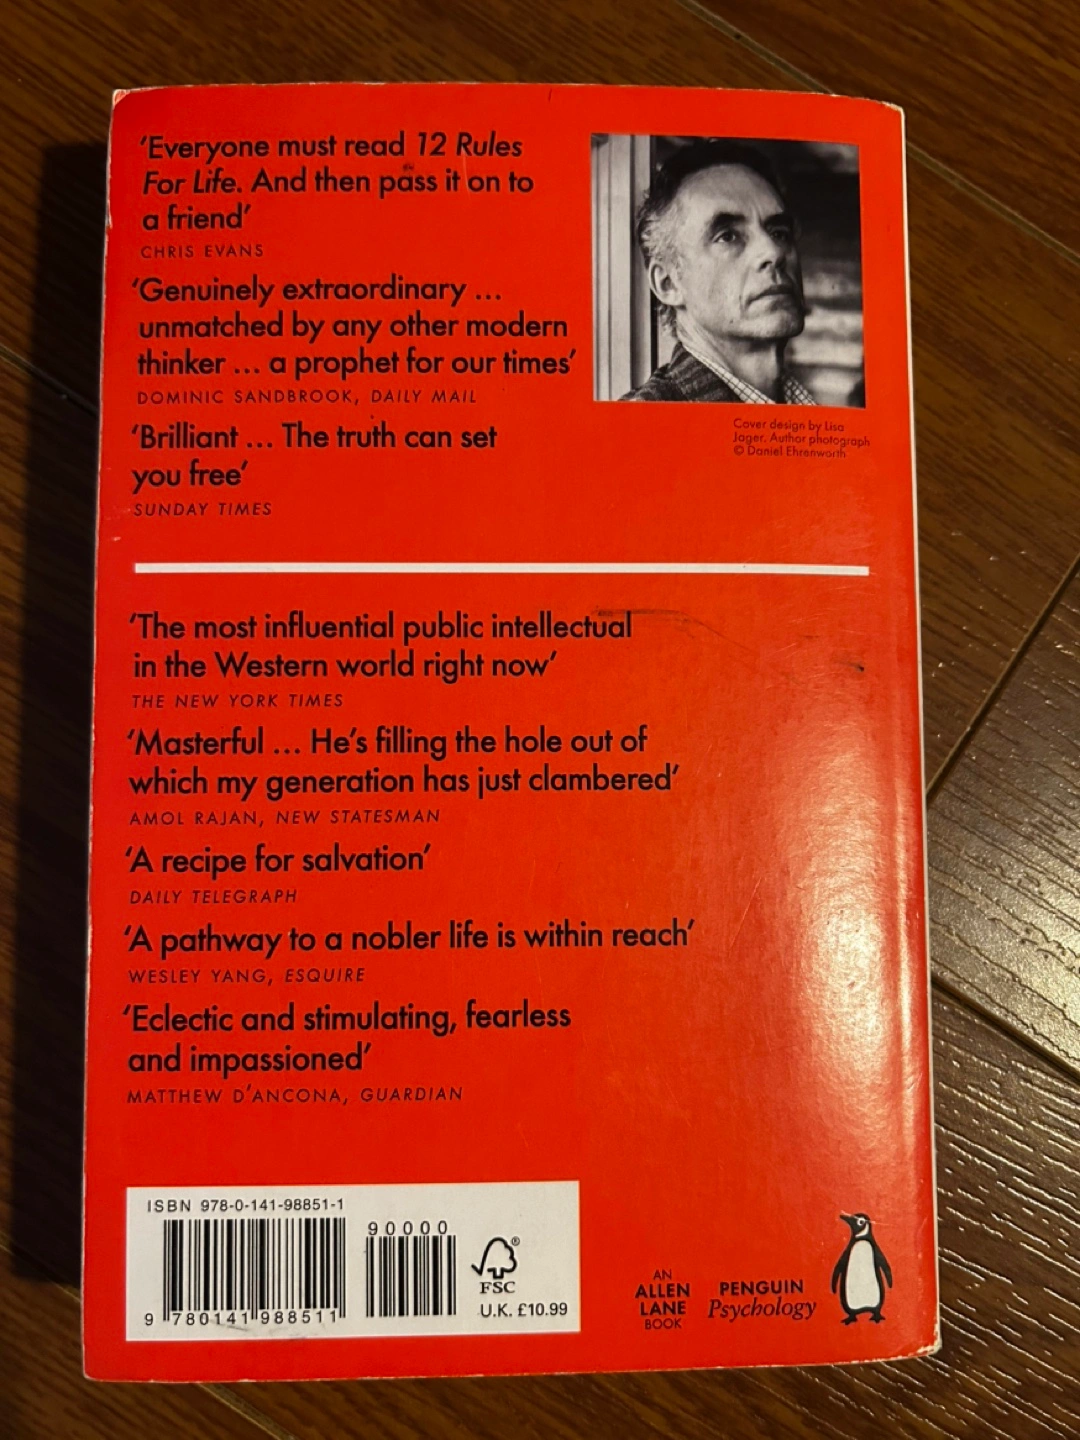 ‘Everyone must read 12 Rules
For Life. And then pass it on to
a friend’
CHRIS EVANS
‘Genuinely extraordinary ...
unmatched by any other modern
thinker ... a prophet for our times’
DOMINIC SANDBROOK, DAILY MAIL
‘Brilliant ... The truth can set
you free’
SUNDAY TIMES
Cover design by Lisa
Jager. Author photograph
© Daniel Ehrenworth
‘The most influential public intellectual
in the Western world right now’
THE NEW YORK TIMES
‘Masterful ... He’s filling the hole out of
which my generation has just clambered’
AMOL RAJAN, NEW STATESMAN
‘A recipe for salvation’
DAILY TELEGRAPH
‘A pathway to a nobler life is within reach’
WESLEY YANG, ESQUIRE
‘Eclectic and stimulating, fearless
and impassioned’
MATTHEW D’ANCONA, GUARDIAN
ISBN 978-0-141-98851-1
90000
9 780141 988511
FSC
®
U.K. £10.99
AN
ALLEN
LANE
BOOK
PENGUIN
Psychology